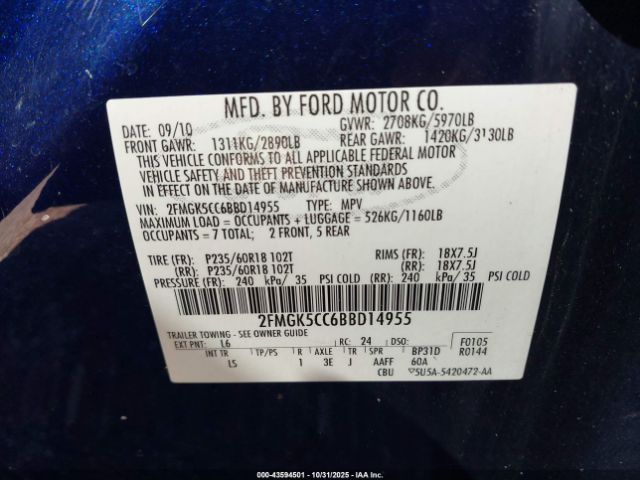 MFD. BY FORD MOTOR CO.
DATE: 09/10 GVWR: 2708KG/5970LB
FRONT GAWR: 1311KG/2890LB REAR GAWR: 1420KG/3130LB
THIS VEHICLE CONFORMS TO ALL APPLICABLE FEDERAL MOTOR
VEHICLE SAFETY AND THEFT PREVENTION STANDARDS
IN EFFECT ON THE DATE OF MANUFACTURE SHOWN ABOVE.
VIN: 2FMGK5CC6BBD14955 TYPE: MPV
MAXIMUM LOAD = OCCUPANTS + LUGGAGE = 526KG/1160LB
OCCUPANTS = 7 TOTAL; 2 FRONT, 5 REAR
TIRE (FR): P235/60R18 102T RIMS (FR): 18X7.5J
(RR): P235/60R18 102T (RR): 18X7.5J
PRESSURE (FR): 240 kPa/ 35 PSI COLD (RR): 240 kPa/ 35 PSI COLD
2FMGK5CC6BBD14955
TRAILER TOWING - SEE OWNER GUIDE
EXT PNT: L6 RC: 24 DSO: F0105
INT TR TP/PS R AXLE TR SPR BP31D R0144
LS 1 3E J AAFF 60A
CBU 5U5A-5420472-AA
000-43594501 - 10/31/2025 - IAAI, Inc.